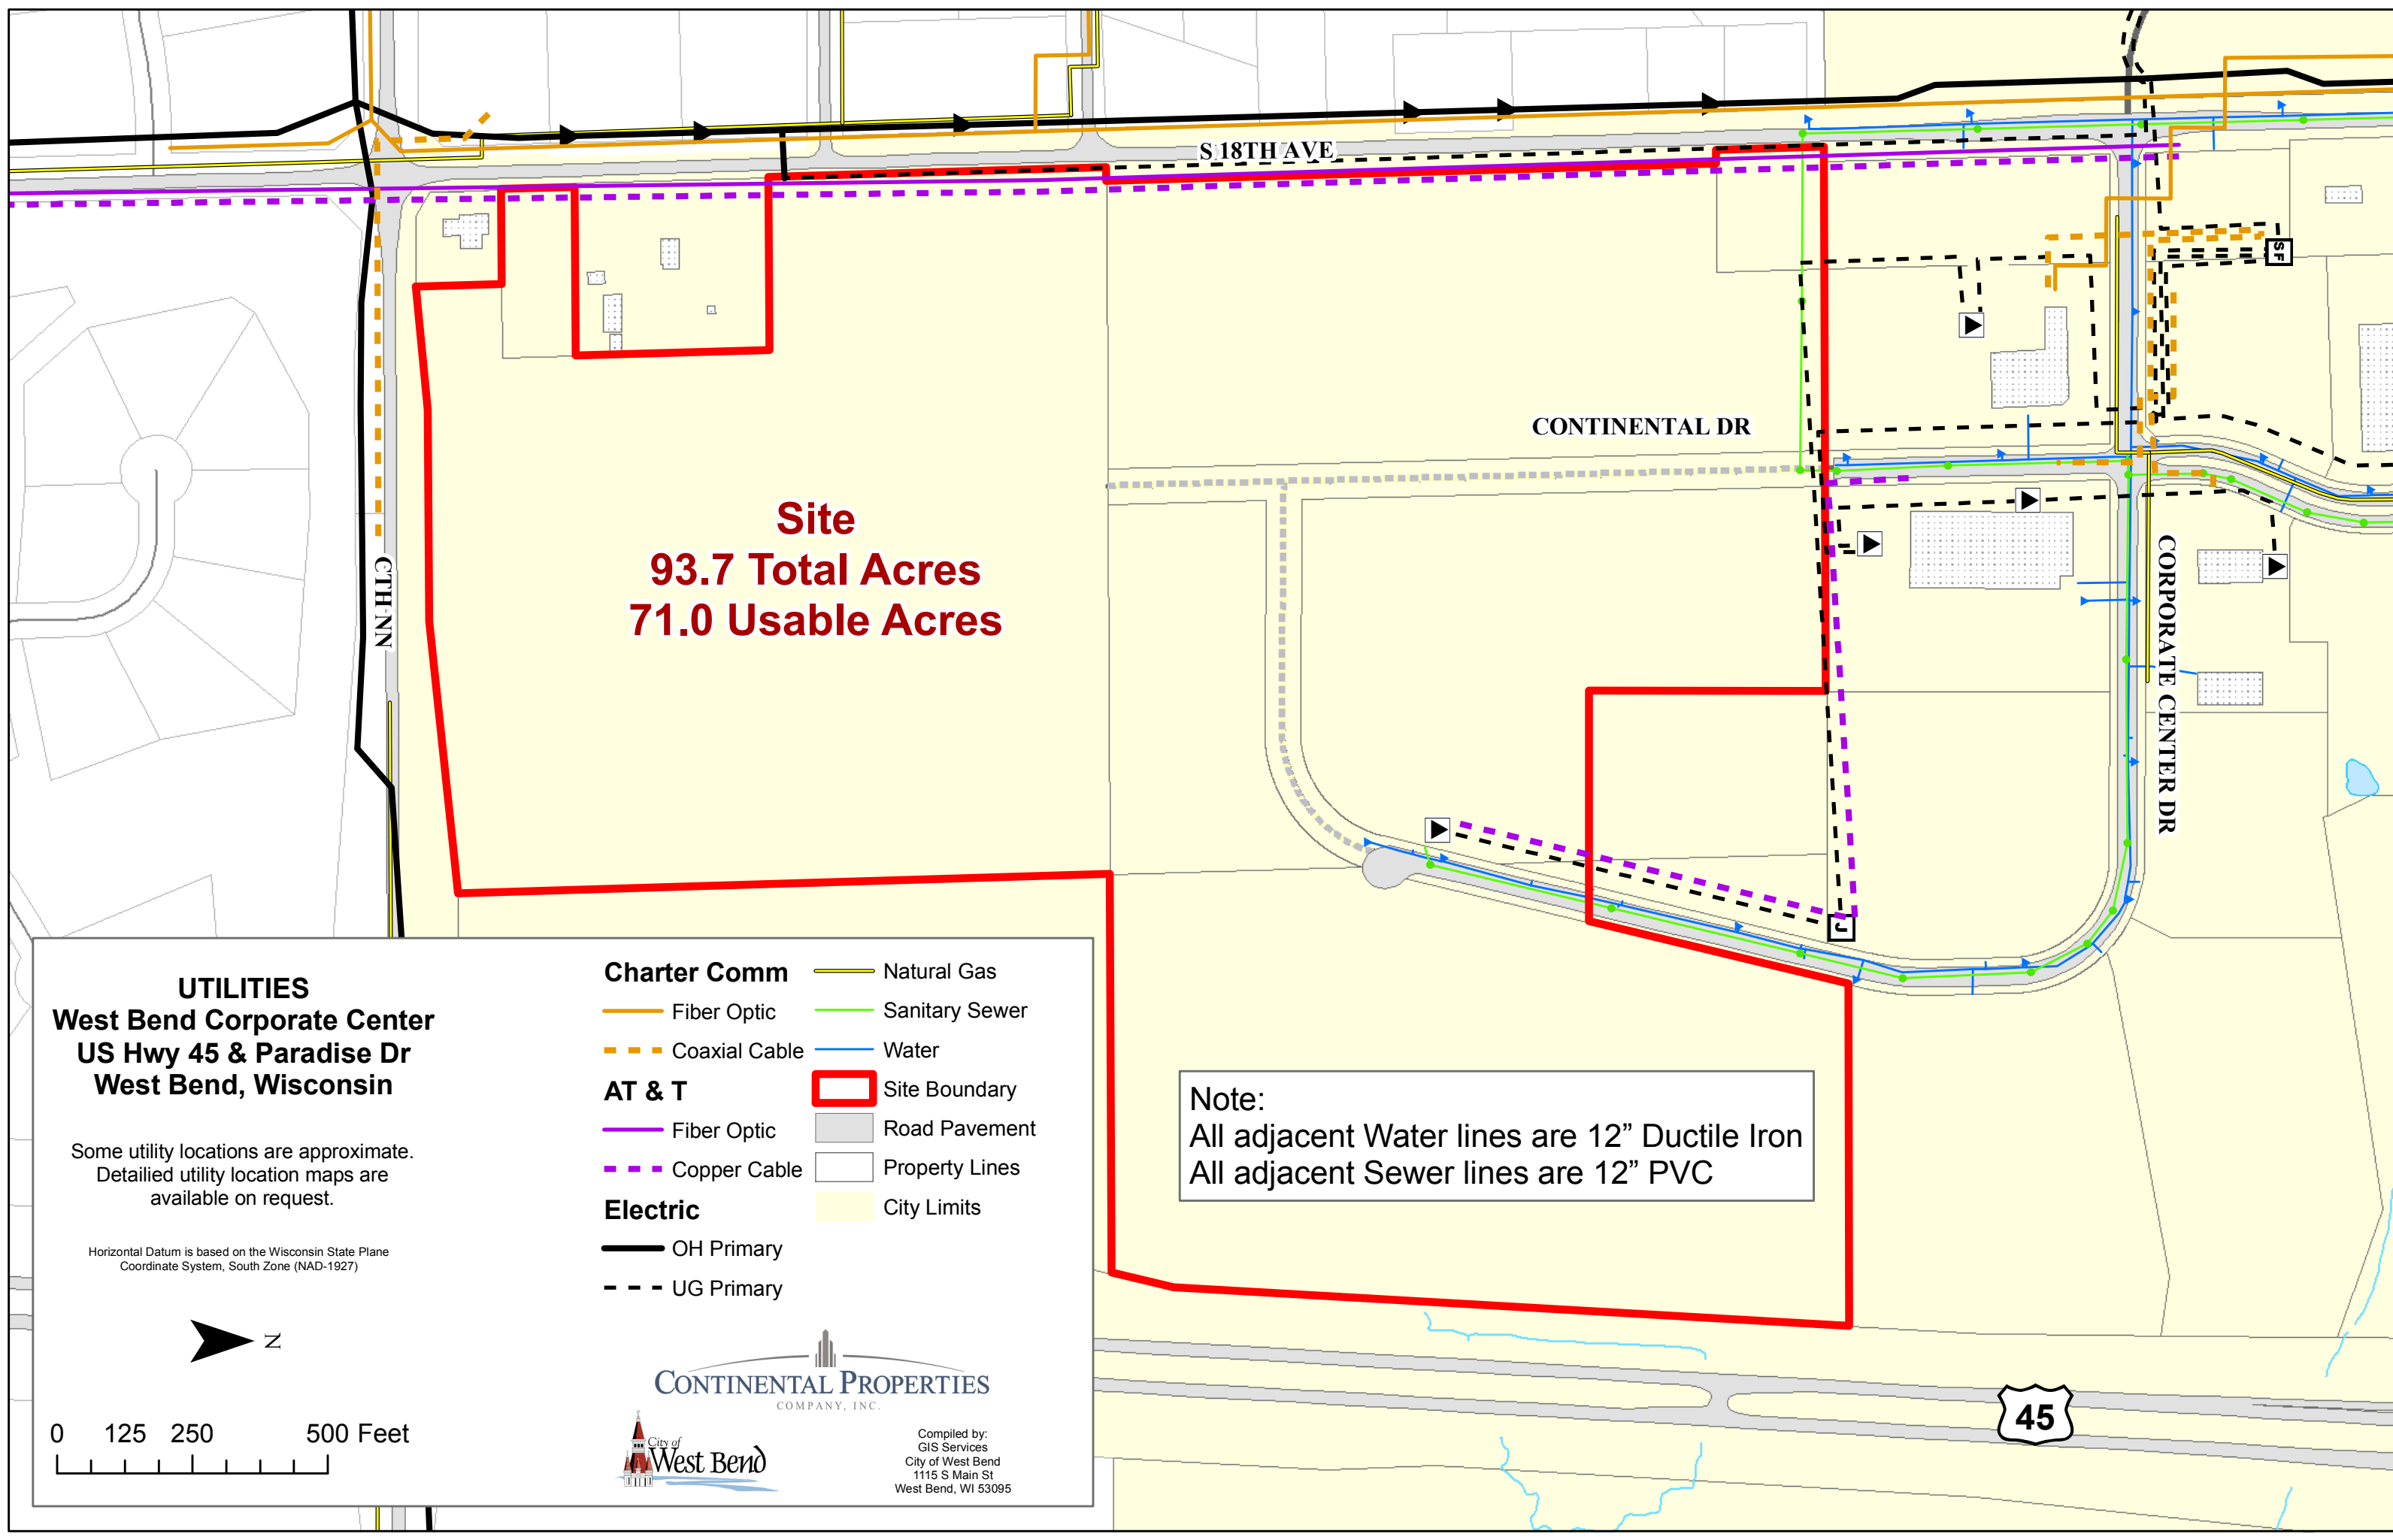 S 18TH AVE
CONTINENTAL DR
CTH NN
CORPORATE CENTER DR
SF
J
Site
93.7 Total Acres
71.0 Usable Acres
UTILITIES
West Bend Corporate Center
US Hwy 45 & Paradise Dr
West Bend, Wisconsin
Some utility locations are approximate.
Detailied utility location maps are
available on request.
Horizontal Datum is based on the Wisconsin State Plane
Coordinate System, South Zone (NAD-1927)
N
0 125 250 500 Feet
Charter Comm
Fiber Optic
Coaxial Cable
AT & T
Fiber Optic
Copper Cable
Electric
OH Primary
UG Primary
Natural Gas
Sanitary Sewer
Water
Site Boundary
Road Pavement
Property Lines
City Limits
CONTINENTAL PROPERTIES
COMPANY, INC.
City of
West Bend
Compiled by:
GIS Services
City of West Bend
1115 S Main St
West Bend, WI 53095
Note:
All adjacent Water lines are 12” Ductile Iron
All adjacent Sewer lines are 12” PVC
45